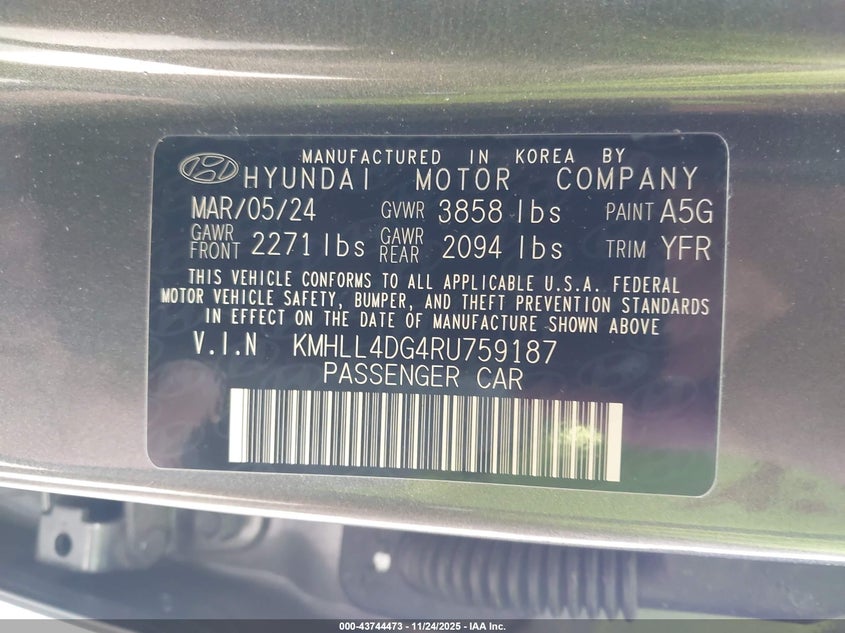 MANUFACTURED IN KOREA BY
HYUNDAI MOTOR COMPANY
MAR/05/24 GVWR 3858 lbs PAINT A5G
GAWR FRONT 2271 lbs GAWR REAR 2094 lbs TRIM YFR
THIS VEHICLE CONFORMS TO ALL APPLICABLE U.S.A. FEDERAL
MOTOR VEHICLE SAFETY, BUMPER, AND THEFT PREVENTION STANDARDS
IN EFFECT ON THE DATE OF MANUFACTURE SHOWN ABOVE
V.I.N KMHLL4DG4RU759187
PASSENGER CAR
000-43744473 - 11/24/2025 - IAA Inc.